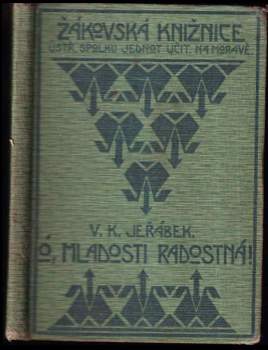 ŽÁKOVSKÁ KNIŽNICE
ÚSTŘ. SPOLKU JEDNOT UČIT. NA MORAVĚ.
V. K. JEŘÁBEK.
Ó, MLADOSTI RADOSTNÁ!